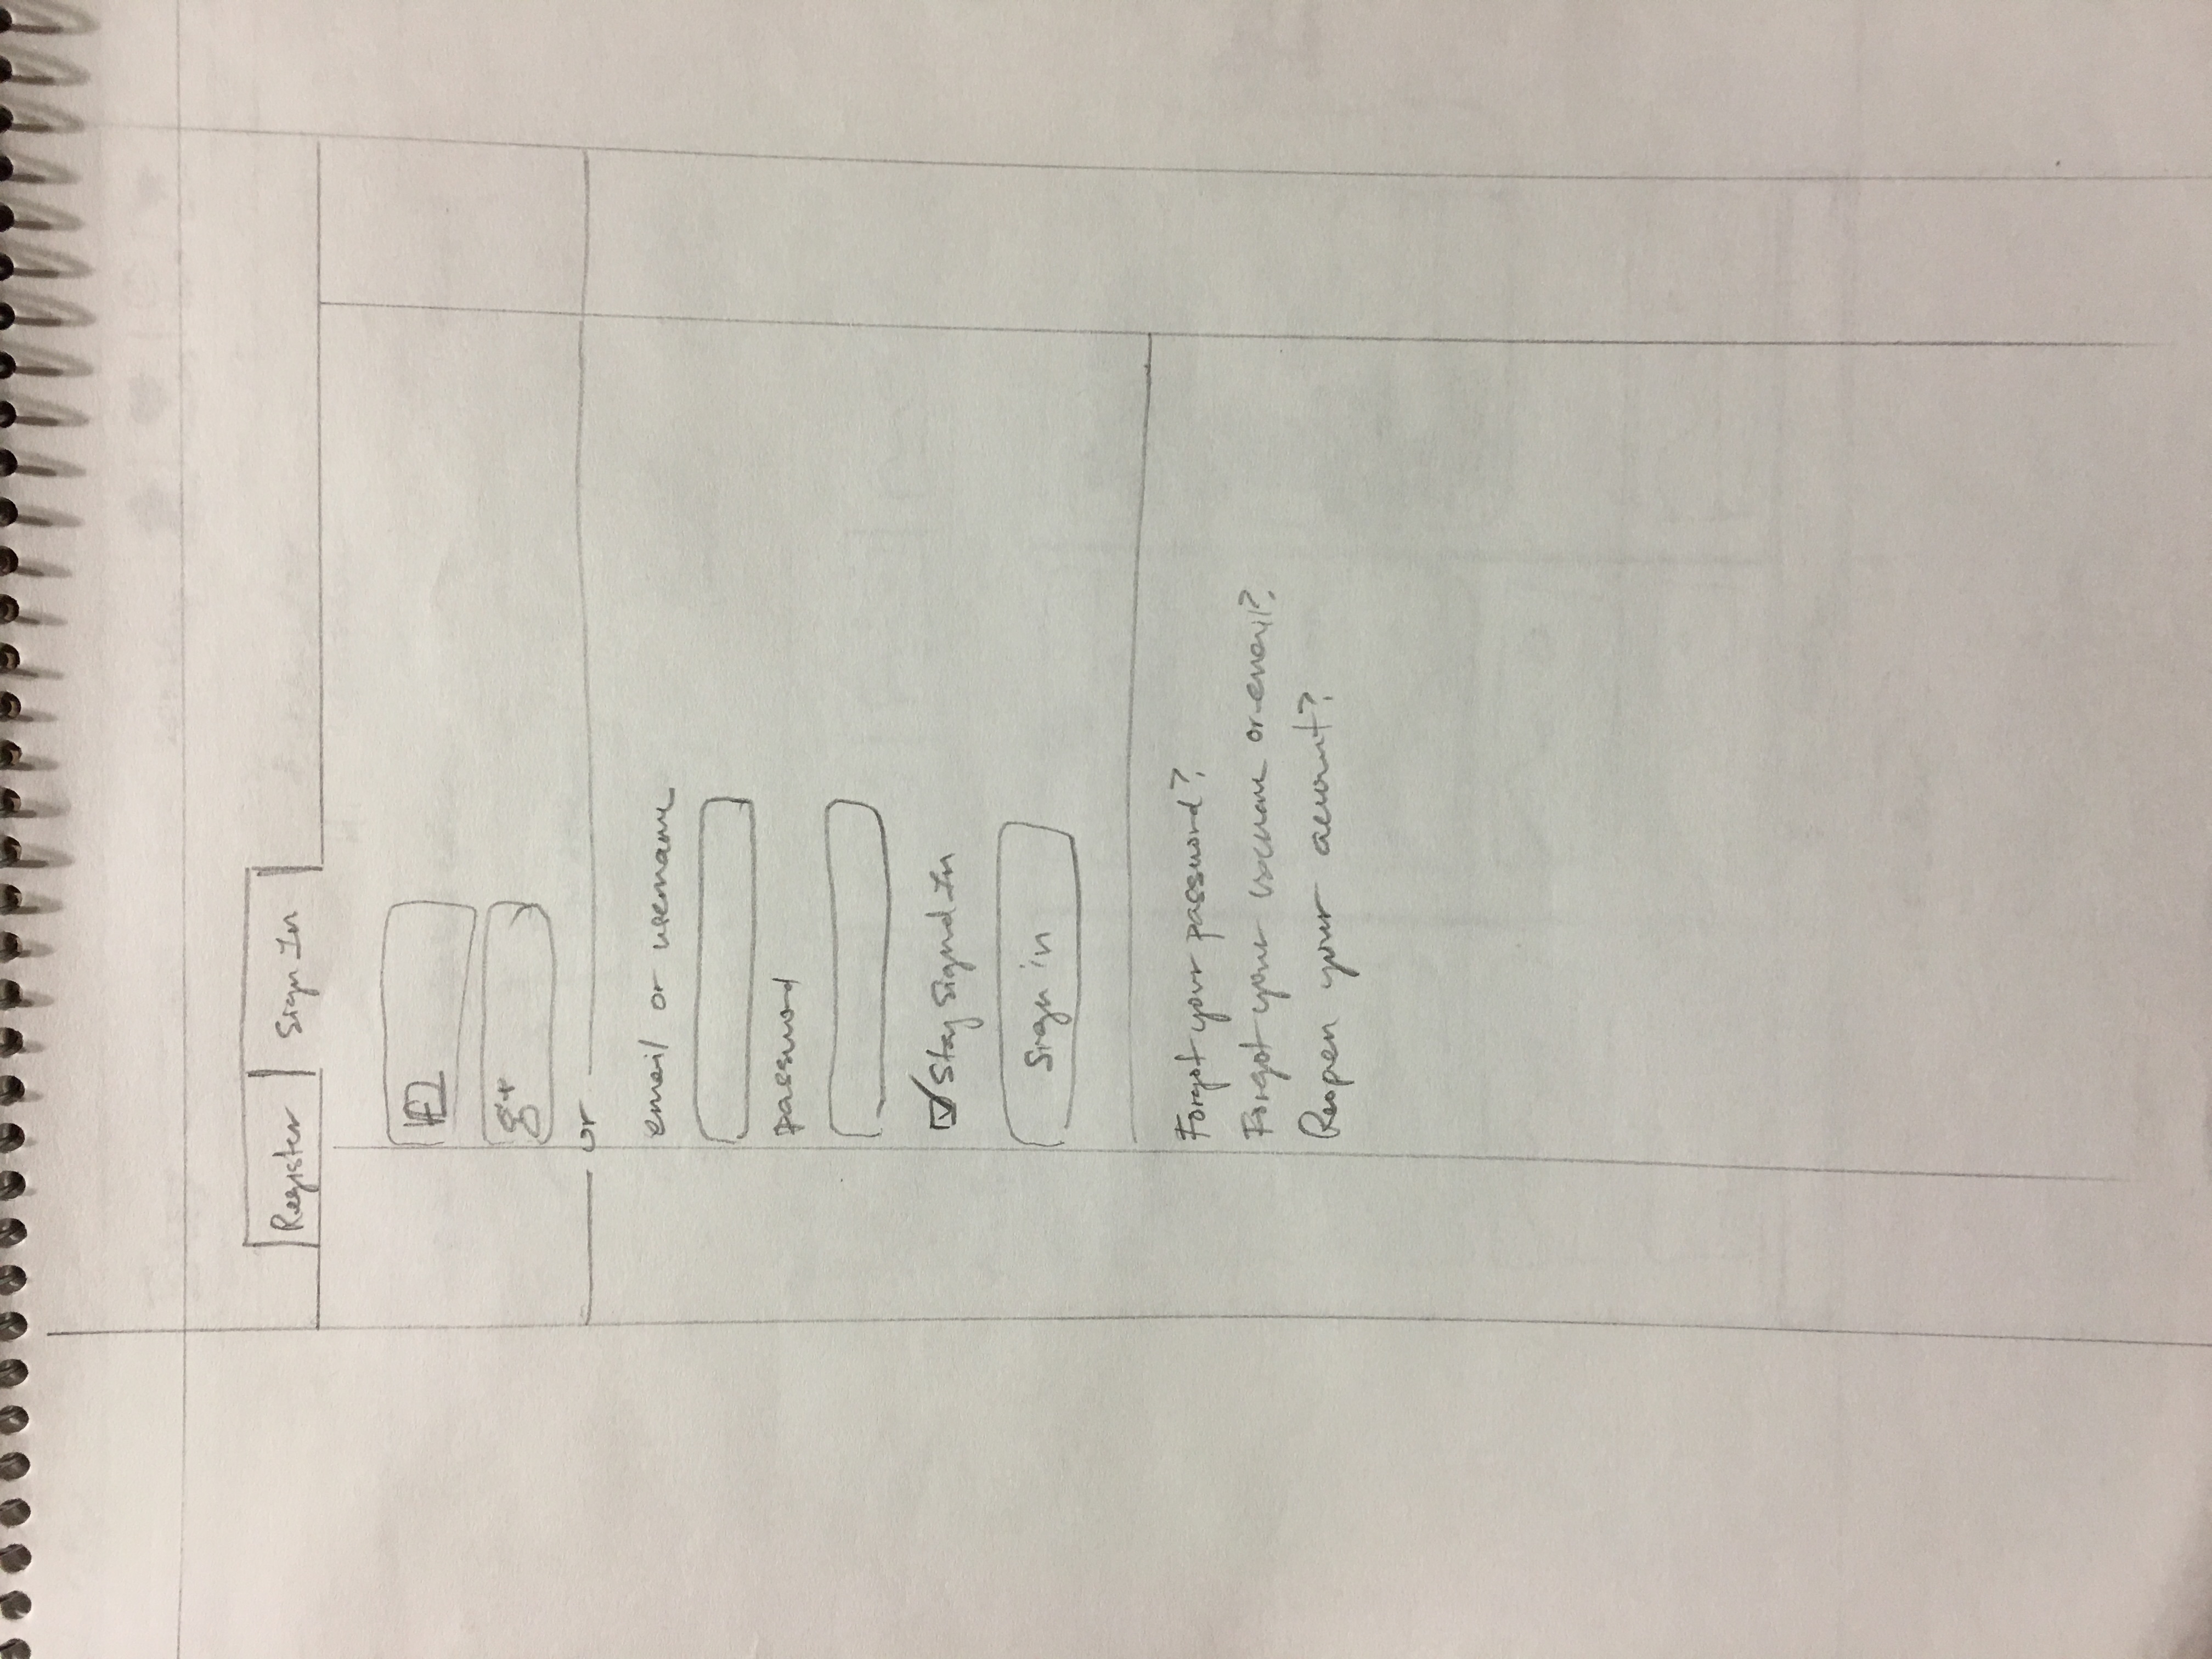 Register Sign In
f
g+
or
email or username
password
Stay Signed In
Sign in
Forgot your password?
Forgot your username or email?
Reopen your account?